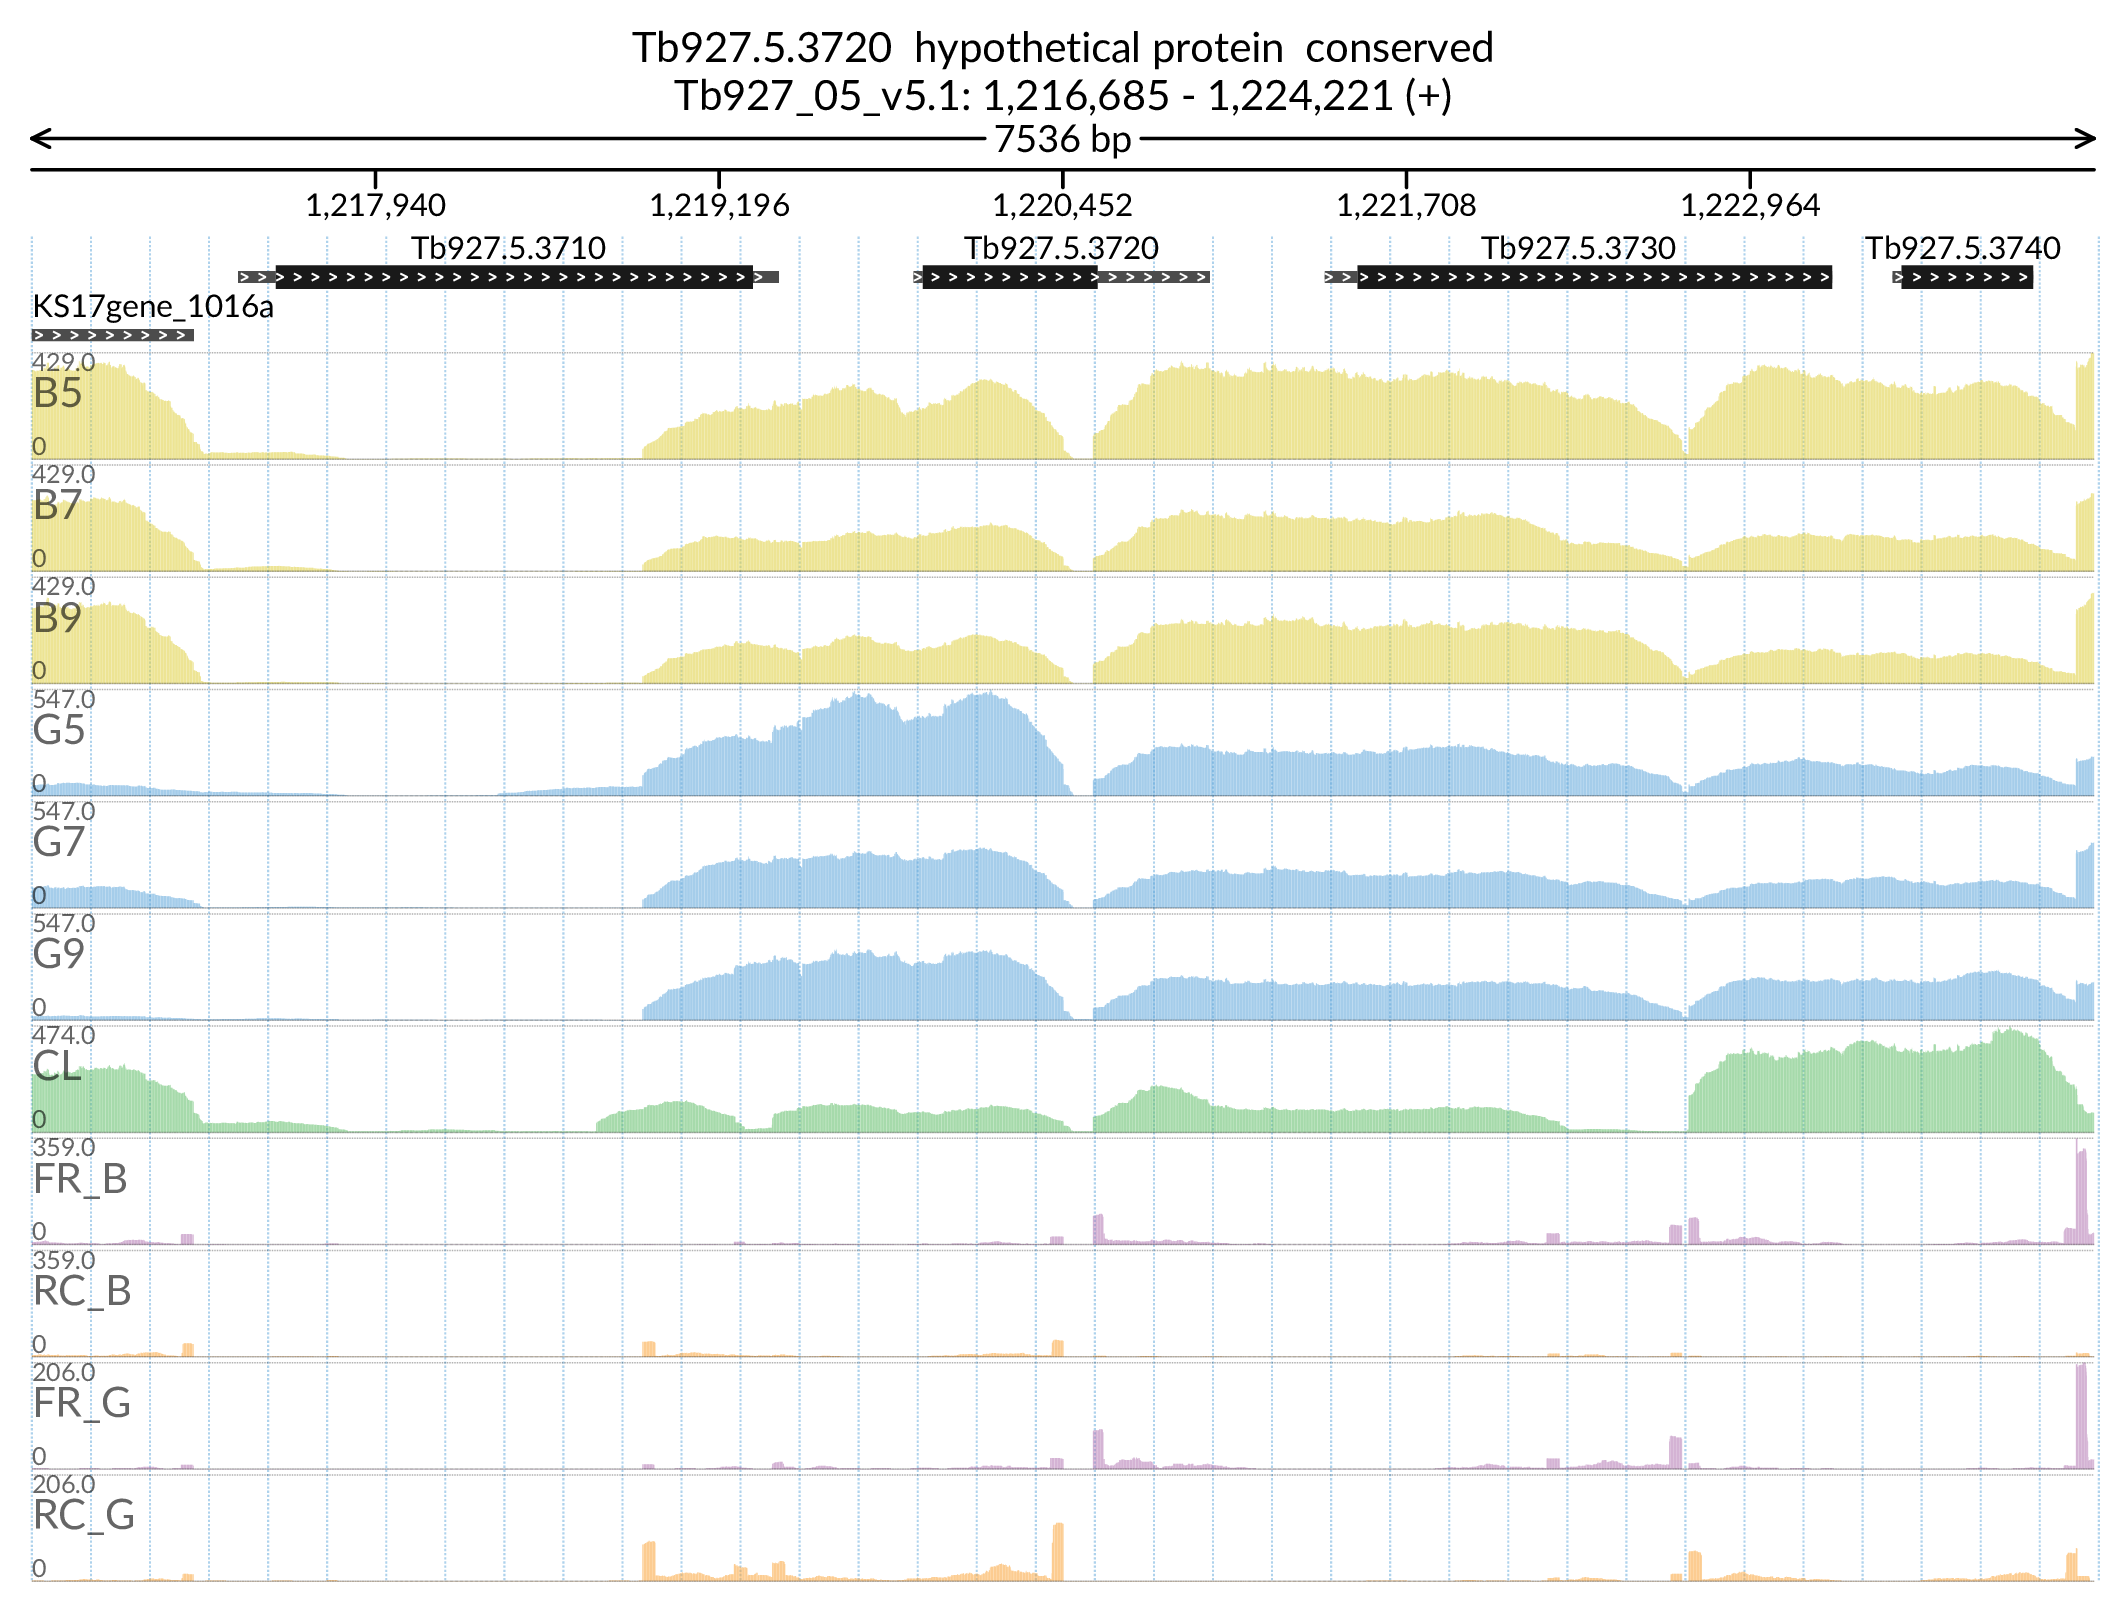 Tb927.5.3720 hypothetical protein conserved
Tb927_05_v5.1: 1,216,685 - 1,224,221 (+)
7536 bp
1,217,940 1,219,196 1,220,452 1,221,708 1,222,964
Tb927.5.3710 Tb927.5.3720 Tb927.5.3730 Tb927.5.3740
KS17gene_1016a
429.0
B5
0
429.0
B7
0
429.0
B9
0
547.0
G5
0
547.0
G7
0
547.0
G9
0
474.0
CL
0
359.0
FR_B
0
359.0
RC_B
0
206.0
FR_G
0
206.0
RC_G
0